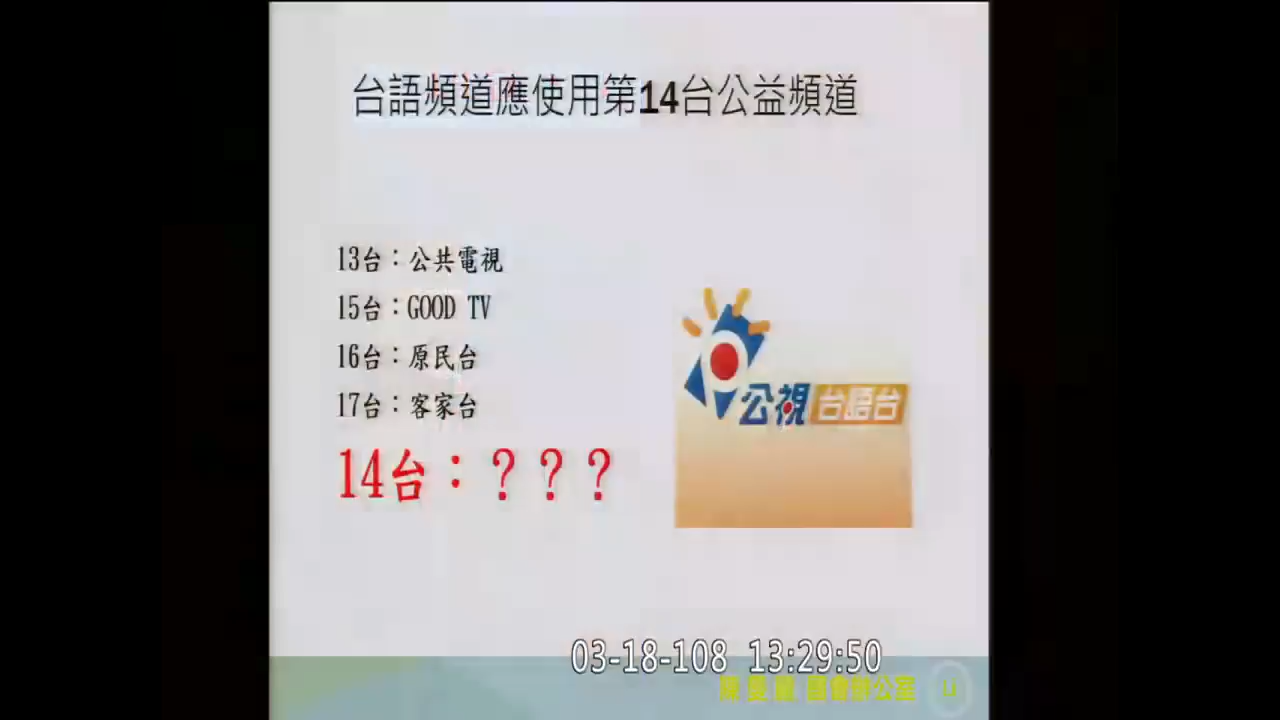 台語頻道應使用第14台公益頻道
13台：公共電視
15台：GOOD TV
16台：原民台
17台：客家台
14台：？？？
公視 台語台
03-18-108 13:29:50
國會辦公室